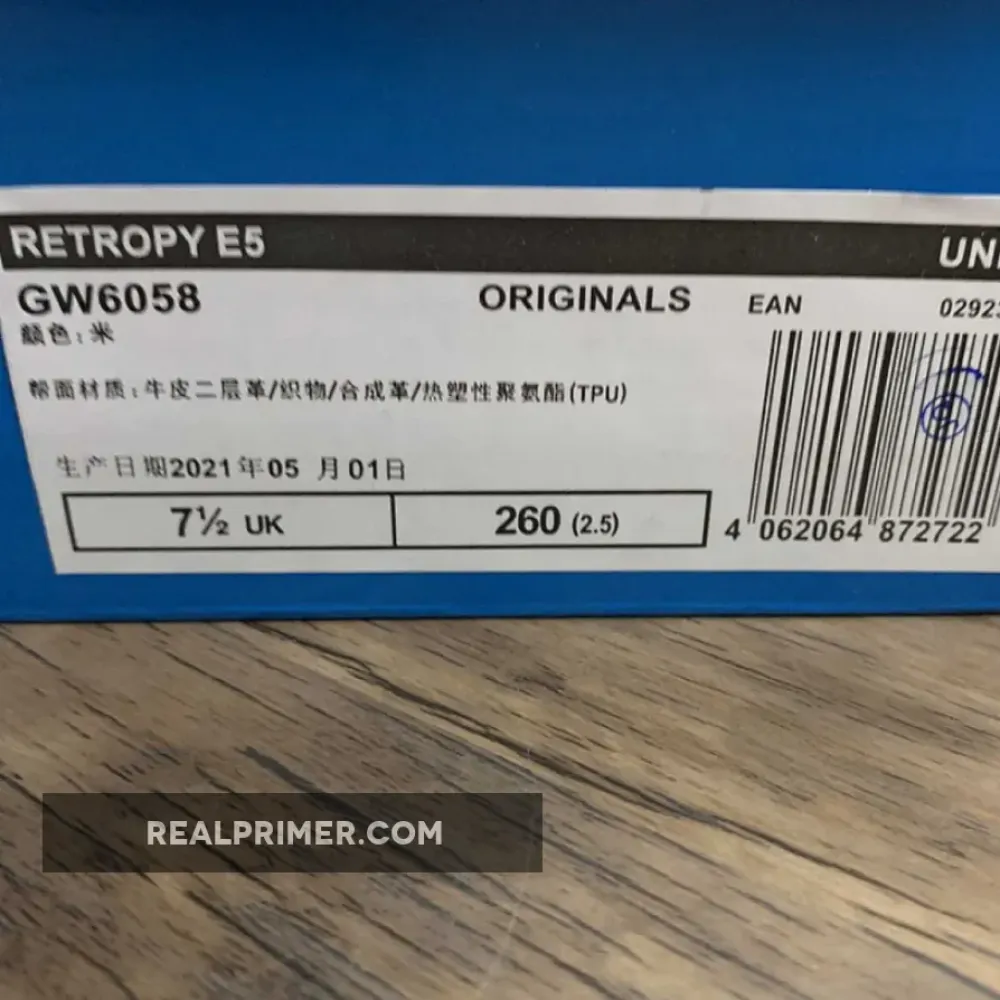 RETROPY E5 UNI
GW6058 ORIGINALS EAN 0292
颜色:米
帮面材质:牛皮二层革/织物/合成革/热塑性聚氨酯(TPU)
生产日期2021年05 月01日
7½ UK 260 (2.5)
4 062064 872722
REALPRIMER.COM